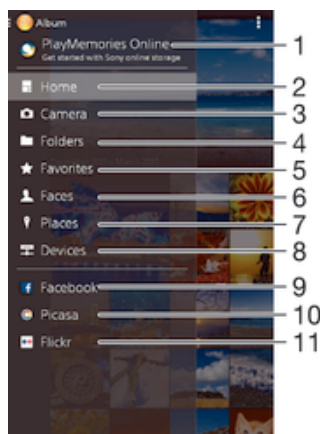 Album
PlayMemories Online 1
Get started with Sony online storage
Home 2
Camera 3
Folders 4
Favorites 5
Faces 6
Places 7
Devices 8
Facebook 9
Picasa 10
Flickr 11